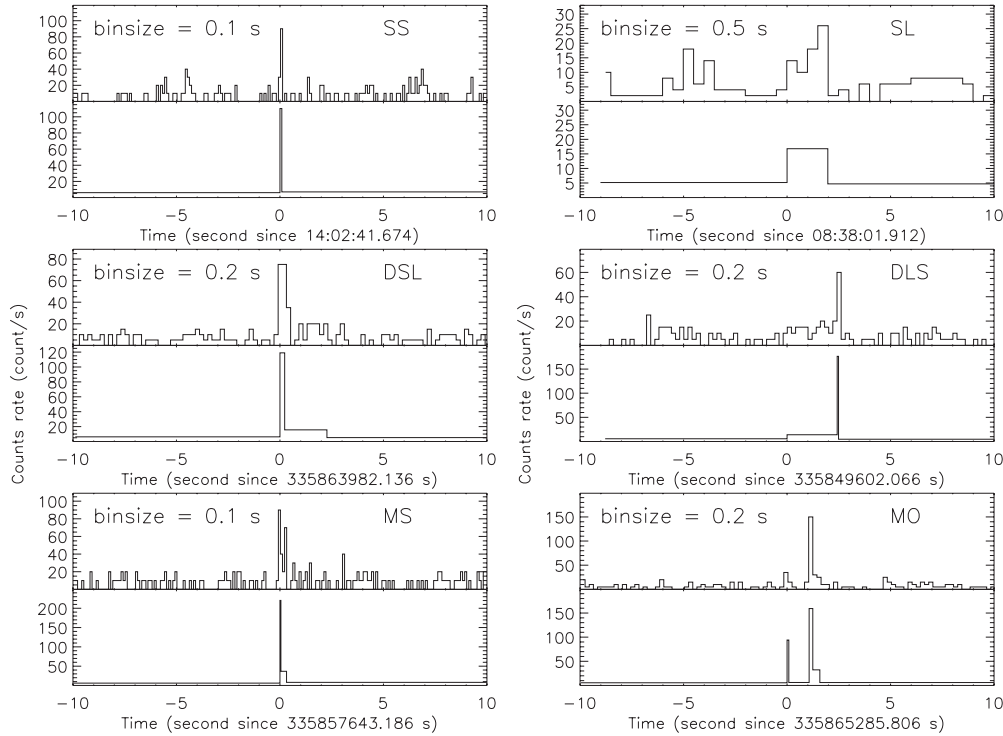 binsize = 0.1 s SS
100
80
60
40
20
100
80
60
40
20
-10 -5 0 5 10
Time (second since 14:02:41.674)
binsize = 0.5 s SL
30
25
20
15
10
5
30
25
20
15
10
5
-10 -5 0 5 10
Time (second since 08:38:01.912)
Counts rate (count/s)
binsize = 0.2 s DSL
80
60
40
20
120
100
80
60
40
20
-10 -5 0 5 10
Time (second since 335863982.136 s)
Counts rate (count/s)
binsize = 0.2 s DLS
60
40
20
150
100
50
-10 -5 0 5 10
Time (second since 335849602.066 s)
binsize = 0.1 s MS
100
80
60
40
20
200
150
100
50
-10 -5 0 5 10
Time (second since 335857643.186 s)
binsize = 0.2 s MO
150
100
50
150
100
50
-10 -5 0 5 10
Time (second since 335865285.806 s)